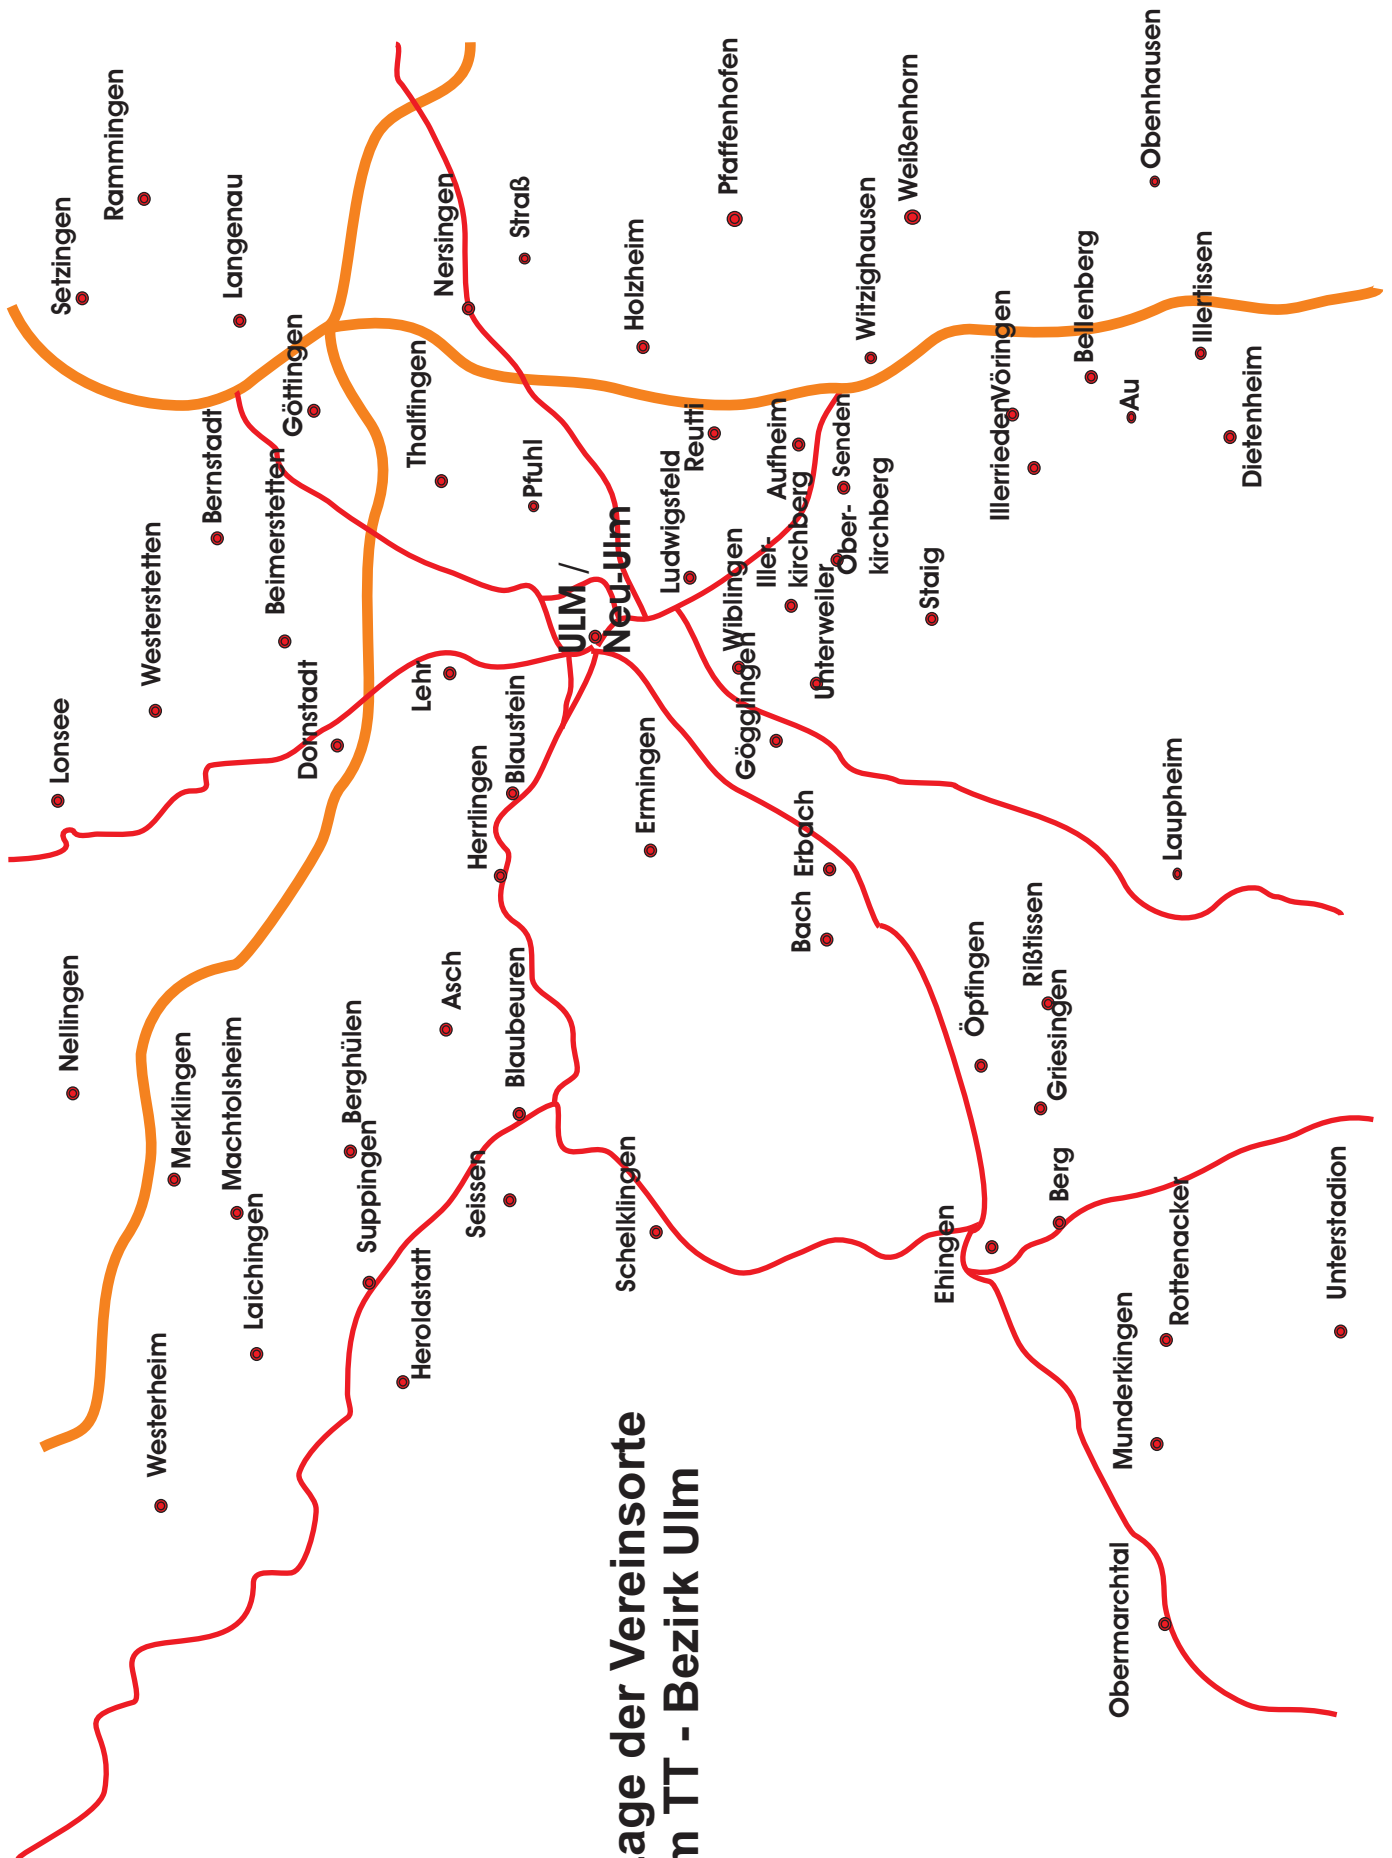 Setzingen
Rammingen
Langenau
Nersingen
Straß
Holzheim
Pfaffenhofen
Witzighausen
Weißenhorn
Obenhausen
Bellenberg
Illertissen
Vöringen
Illerrieden
Au
Dietenheim
Göttingen
Bernstadt
Beimerstetten
Westerstetten
Thalfingen
Pfuhl
Reutti
Ludwigsfeld
Aufheim
Senden
Iller-
kirchberg
Ober-
kirchberg
Staig
Wiblingen
Unterweiler
Gögglingen
ULM /
Neu-Ulm
Lehr
Dornstadt
Lonsee
Blaustein
Herrlingen
Ermingen
Erbach
Bach
Laupheim
Nellingen
Merklingen
Machtolsheim
Laichingen
Westerheim
Berghülen
Suppingen
Heroldstatt
Asch
Blaubeuren
Seissen
Schelklingen
Öpfingen
Rißtissen
Griesingen
Berg
Ehingen
Rottenacker
Munderkingen
Unterstadion
Obermarchtal
age der Vereinsorte
m TT - Bezirk Ulm